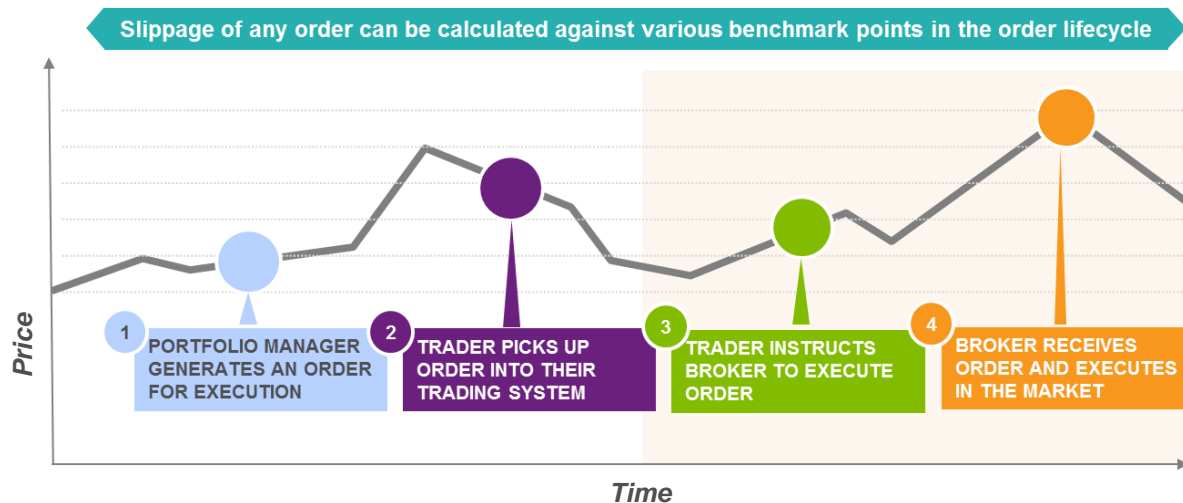 Slippage of any order can be calculated against various benchmark points in the order lifecycle
Price
1
PORTFOLIO MANAGER
GENERATES AN ORDER
FOR EXECUTION
2
TRADER PICKS UP
ORDER INTO THEIR
TRADING SYSTEM
3
TRADER INSTRUCTS
BROKER TO EXECUTE
ORDER
4
BROKER RECEIVES
ORDER AND EXECUTES
IN THE MARKET
Time